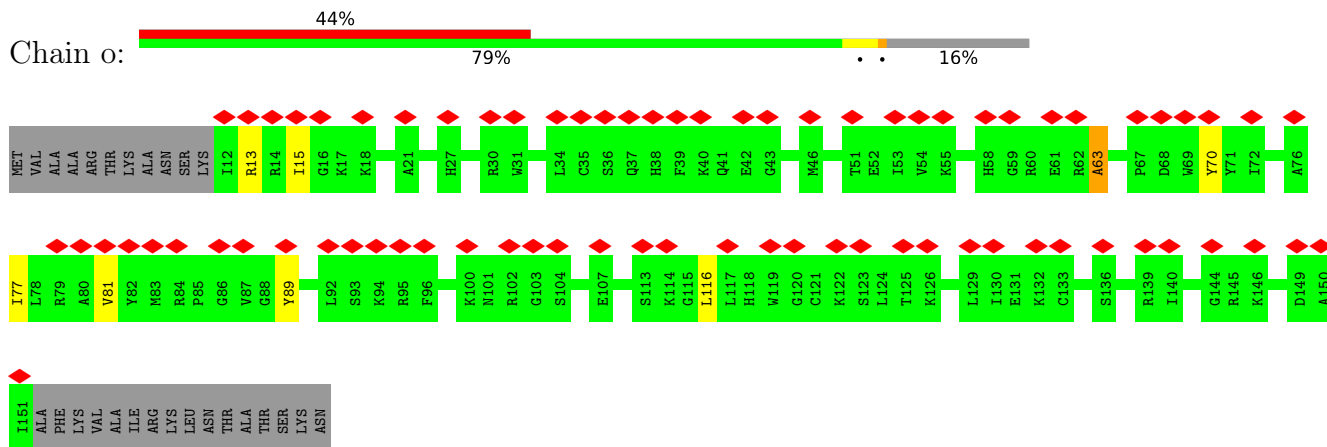 44%
Chain o:
79%
. .
16%
MET VAL ALA ALA ARG THR LYS ALA ASN SER LYS I12 R13 R14 I15 G16 K17 K18 A21 H27 R30 W31 L34 C35 S36 Q37 H38 F39 K40 Q41 E42 G43 M46 T51 E52 I53 V54 K55 H58 G59 R60 E61 R62 A63 P67 D68 W69 Y70 Y71 I72 A76
I77 L78 R79 A80 V81 Y82 M83 R84 P85 G86 V87 G88 Y89 L92 S93 K94 R95 F96 K100 N101 R102 G103 S104 E107 S113 K114 G115 L116 L117 H118 W119 G120 C121 K122 S123 L124 T125 K126 L129 I130 E131 K132 C133 S136 R139 I140 G144 R145 K146 D149 A150
I151 ALA PHE LYS VAL ALA ILE ARG LYS LEU ASN THR ALA THR SER LYS ASN